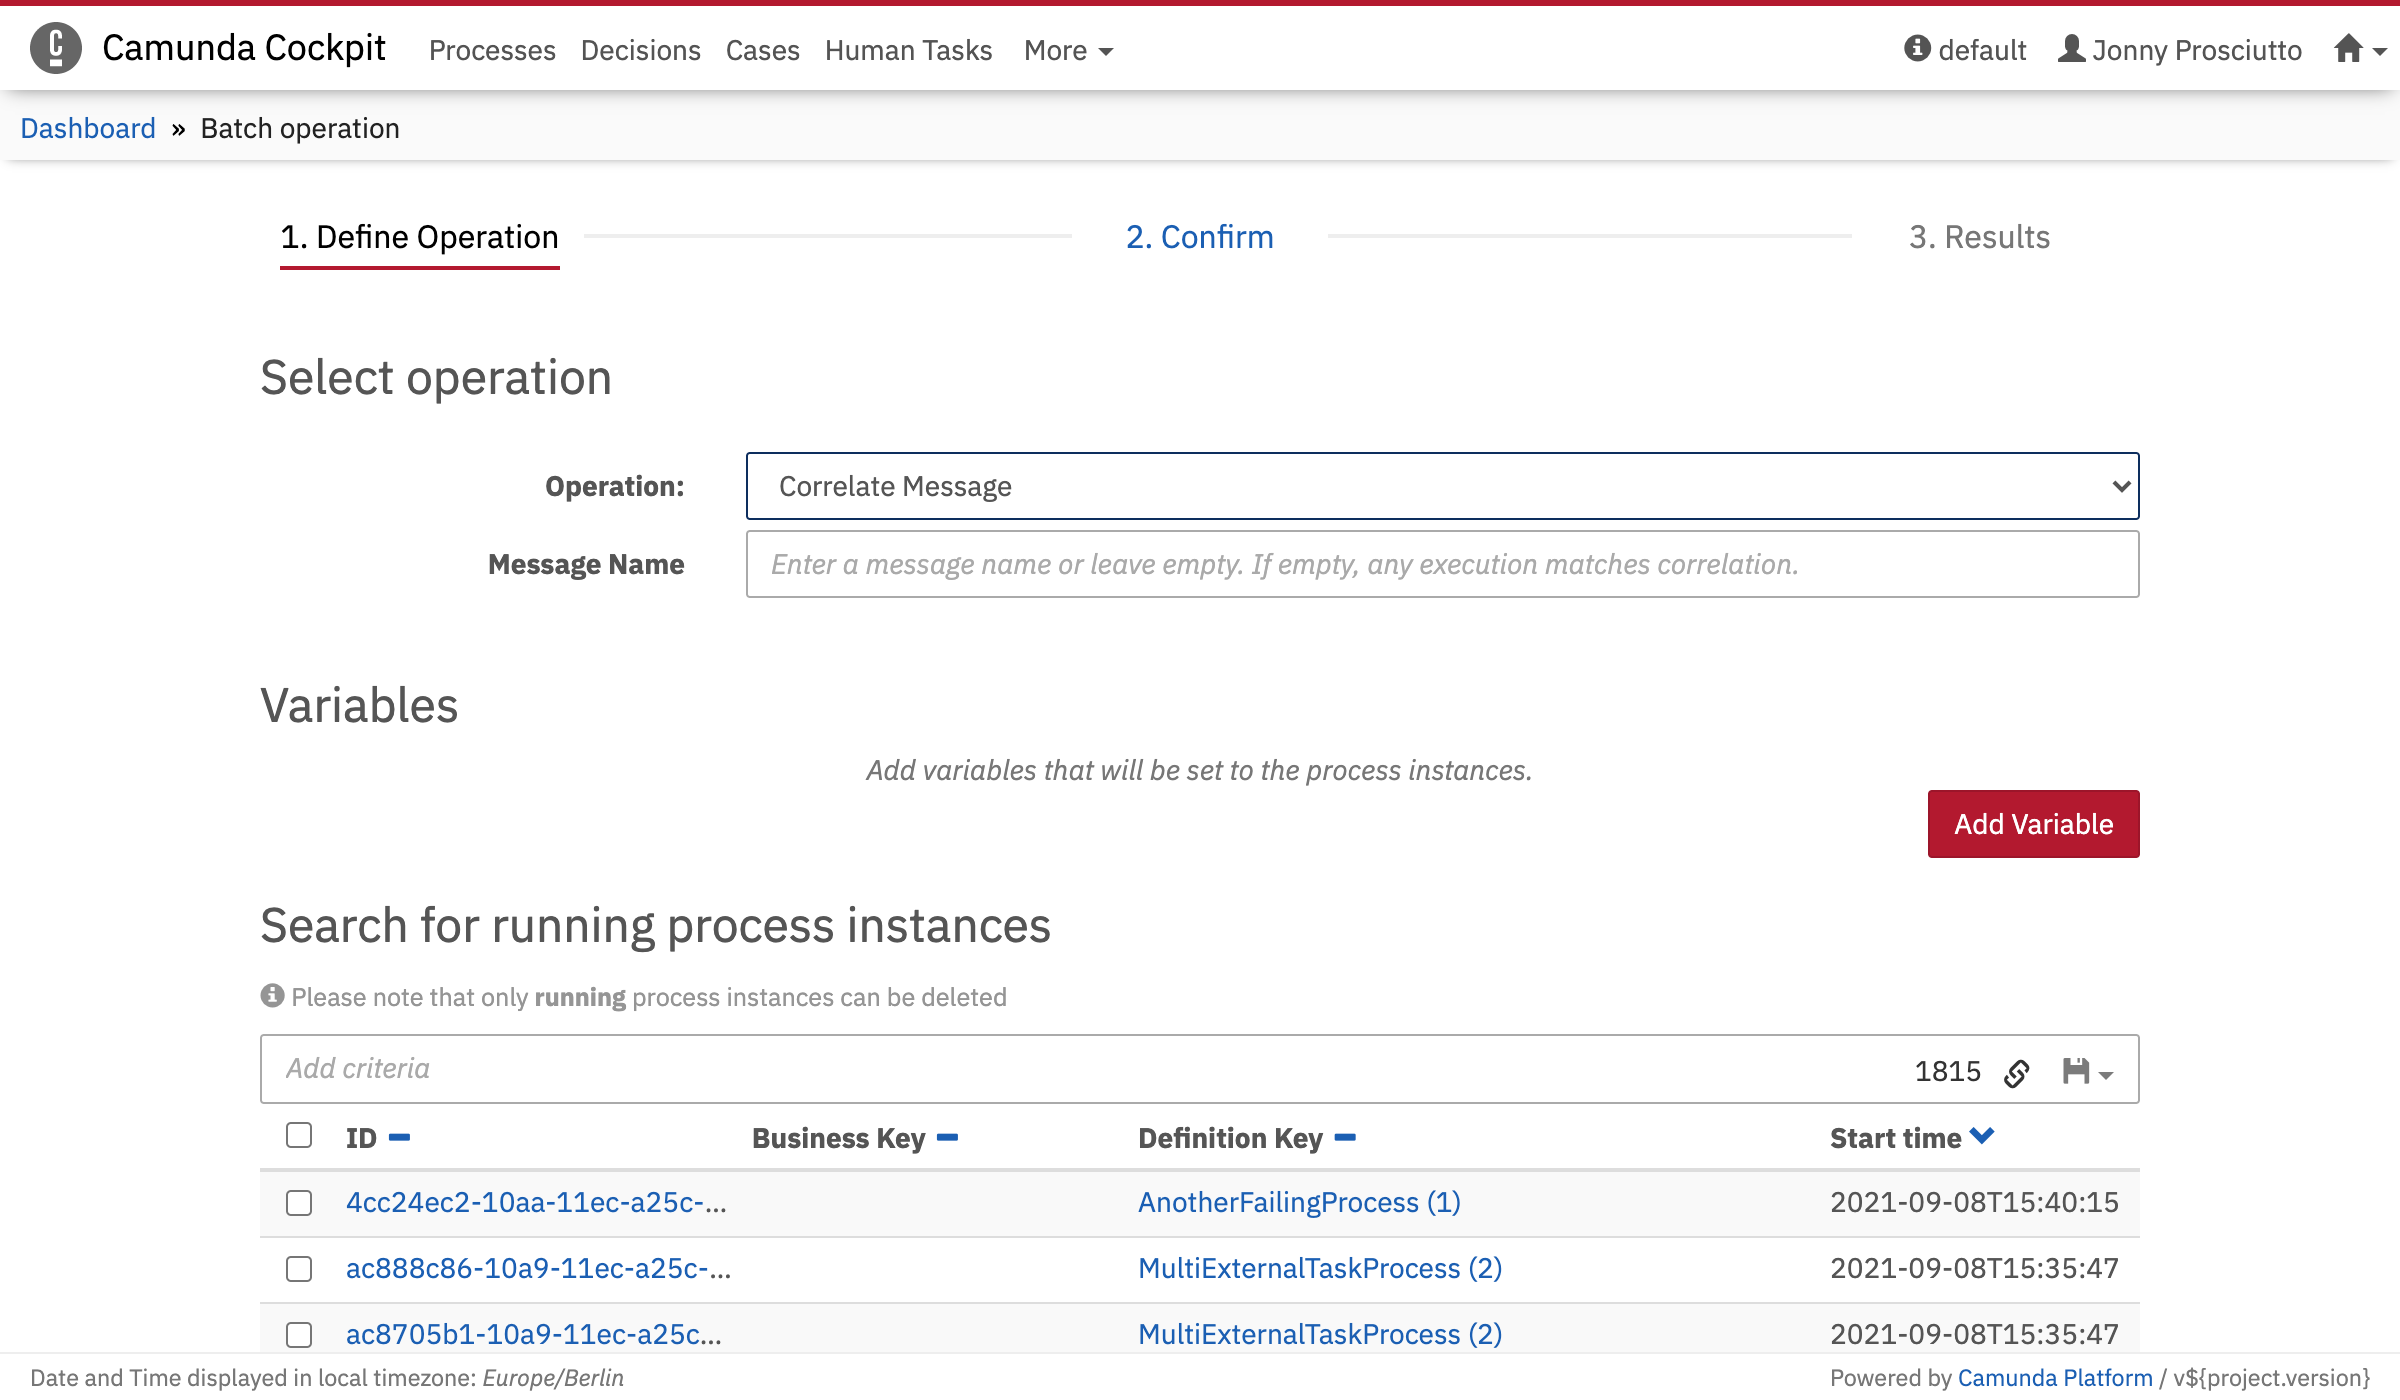 Camunda Cockpit Processes Decisions Cases Human Tasks More default Jonny Prosciutto
Dashboard » Batch operation
1. Define Operation 2. Confirm 3. Results
Select operation
Operation: Correlate Message
Message Name Enter a message name or leave empty. If empty, any execution matches correlation.
Variables
Add variables that will be set to the process instances.
Add Variable
Search for running process instances
Please note that only running process instances can be deleted
Add criteria 1815
ID Business Key Definition Key Start time
4cc24ec2-10aa-11ec-a25c-... AnotherFailingProcess (1) 2021-09-08T15:40:15
ac888c86-10a9-11ec-a25c-... MultiExternalTaskProcess (2) 2021-09-08T15:35:47
ac8705b1-10a9-11ec-a25c... MultiExternalTaskProcess (2) 2021-09-08T15:35:47
Date and Time displayed in local timezone: Europe/Berlin Powered by Camunda Platform / v${project.version}